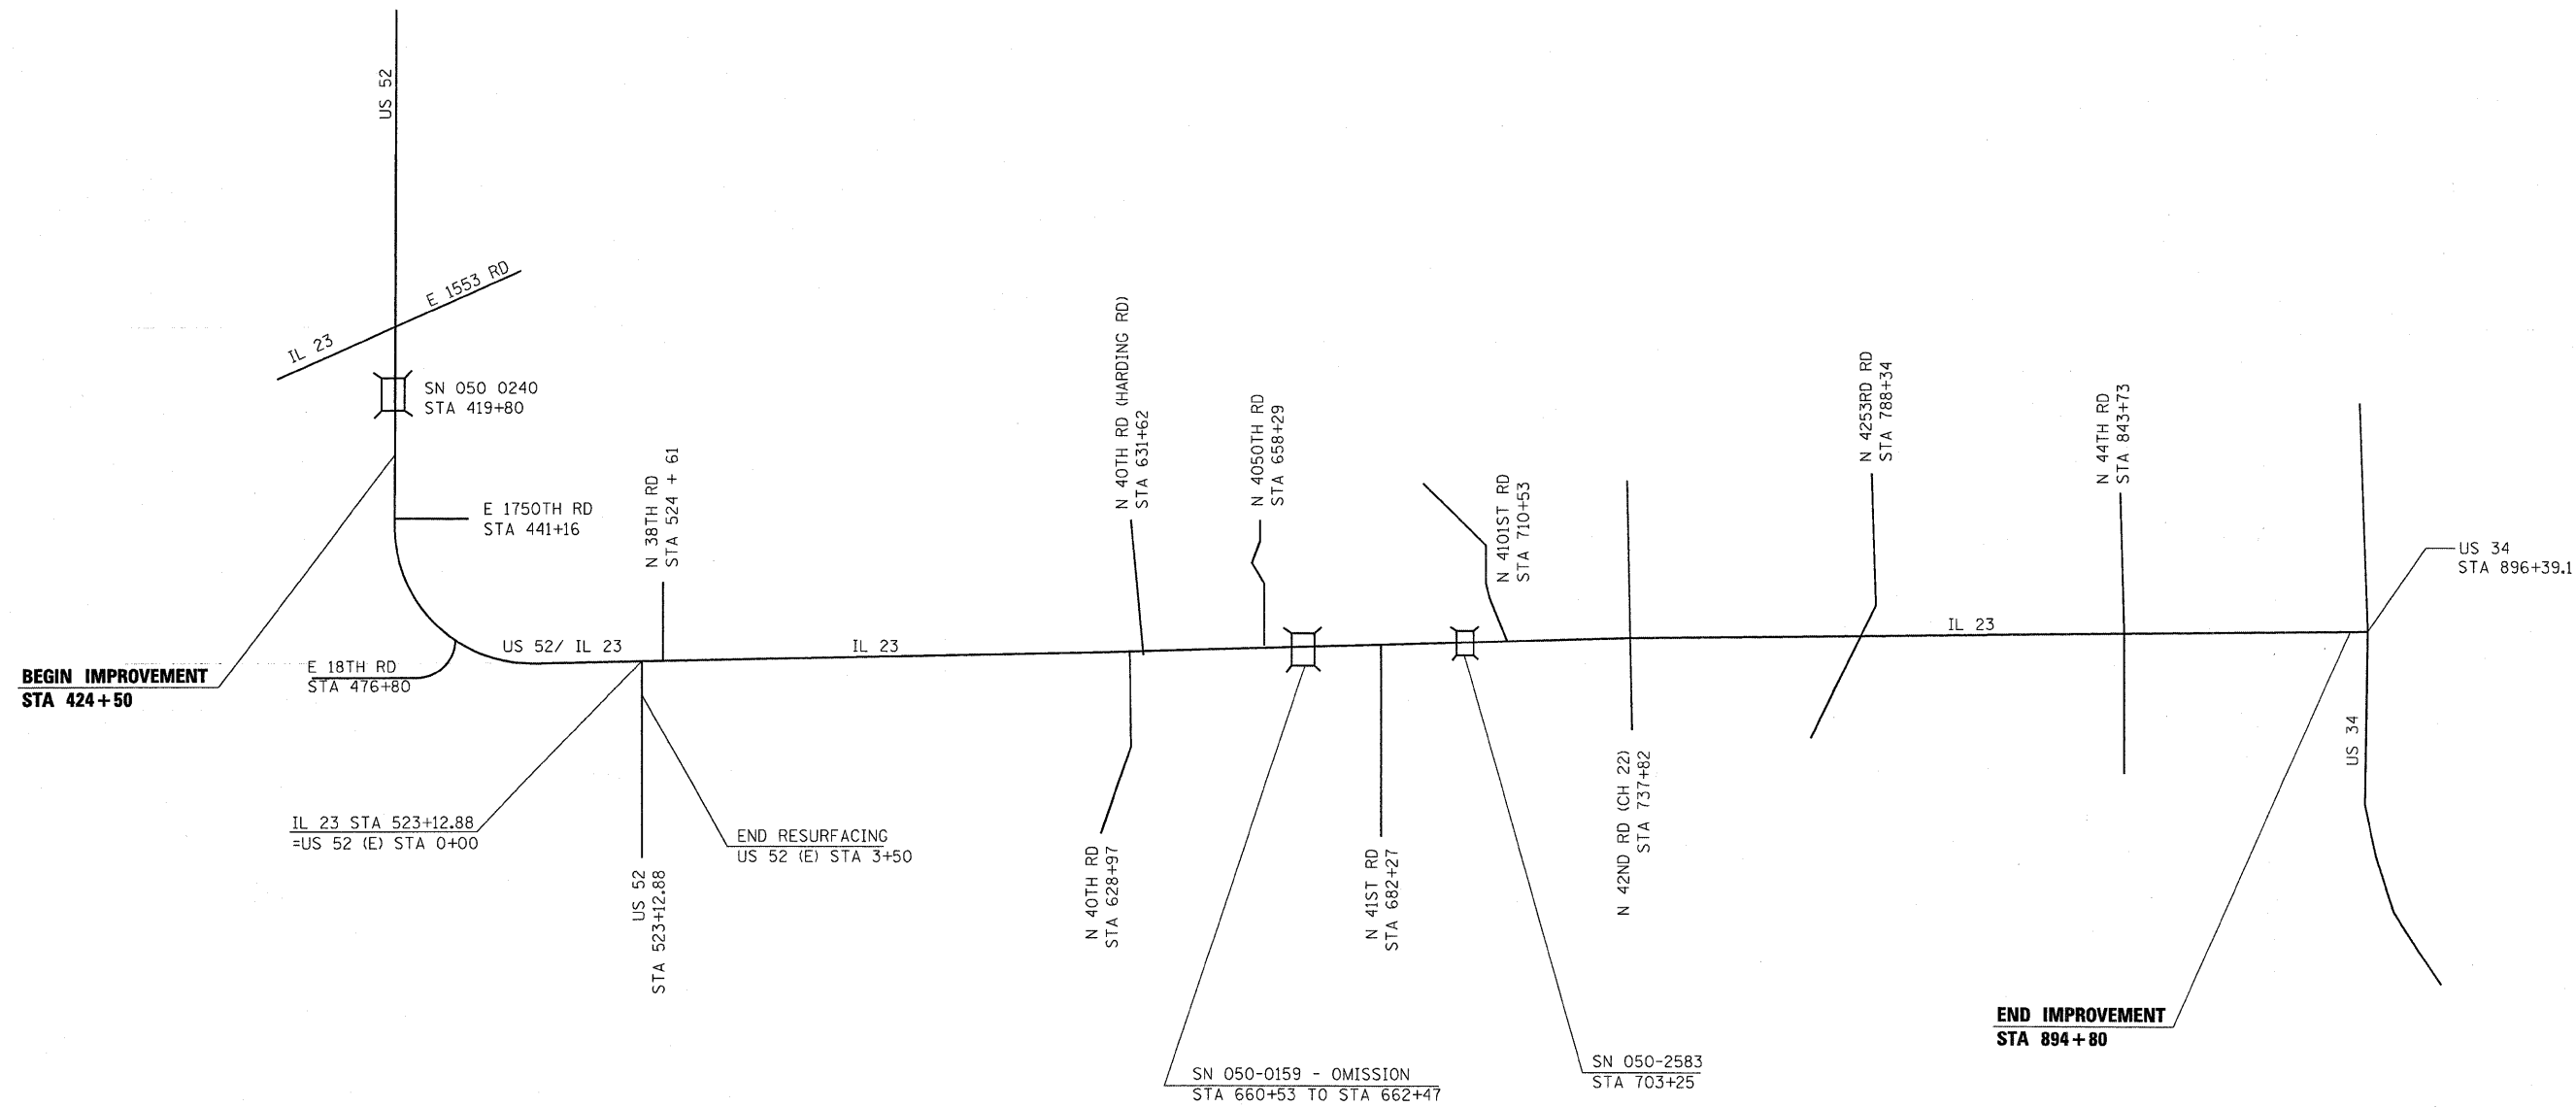 US 52
E 1553 RD
IL 23
SN 050 0240
STA 419+80
E 1750TH RD
STA 441+16
BEGIN IMPROVEMENT
STA 424+50
E 18TH RD
STA 476+80
US 52/ IL 23
N 38TH RD
STA 524 + 61
IL 23 STA 523+12.88
=US 52 (E) STA 0+00
US 52
STA 523+12.88
END RESURFACING
US 52 (E) STA 3+50
IL 23
N 40TH RD (HARDING RD)
STA 631+62
N 40TH RD
STA 628+97
N 4050TH RD
STA 658+29
SN 050-0159 - OMISSION
STA 660+53 TO STA 662+47
N 41ST RD
STA 682+27
SN 050-2583
STA 703+25
N 4101ST RD
STA 710+53
N 42ND RD (CH 22)
STA 737+82
N 4253RD RD
STA 788+34
IL 23
N 44TH RD
STA 843+73
END IMPROVEMENT
STA 894+80
US 34
US 34
STA 896+39.1